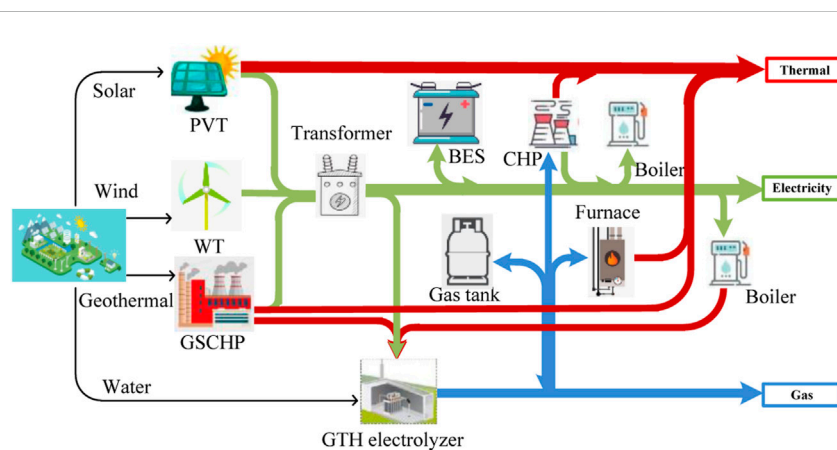 Solar
PVT
Transformer
BES
CHP
Boiler
Thermal
Wind
WT
Furnace
Electricity
Geothermal
GSCHP
Gas tank
Boiler
Water
GTH electrolyzer
Gas